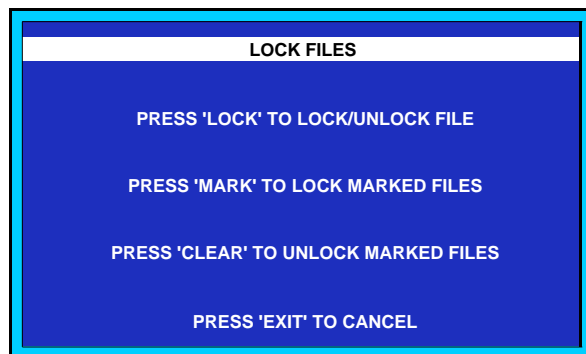 LOCK FILES
PRESS 'LOCK' TO LOCK/UNLOCK FILE
PRESS 'MARK' TO LOCK MARKED FILES
PRESS 'CLEAR' TO UNLOCK MARKED FILES
PRESS 'EXIT' TO CANCEL